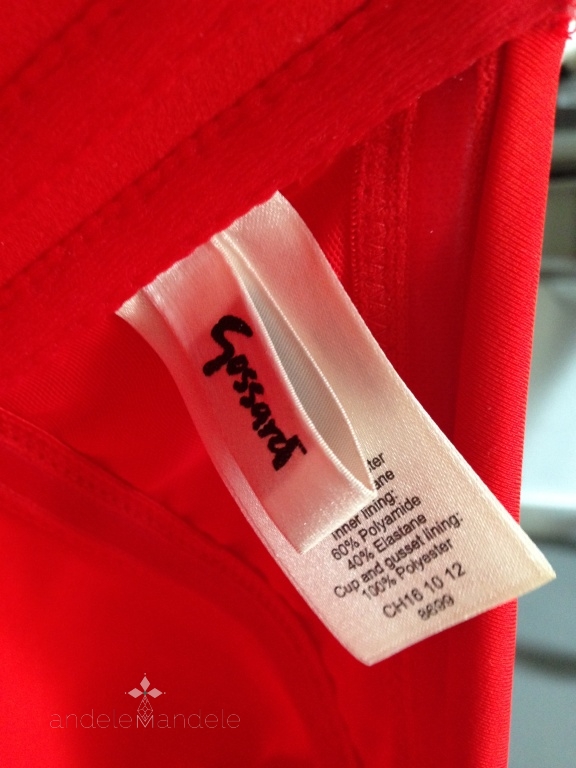 Gossard
inner lining:
60% Polyamide
40% Elastane
Cup and gusset lining:
100% Polyester
CH16 10 12
8699
andeleMandele